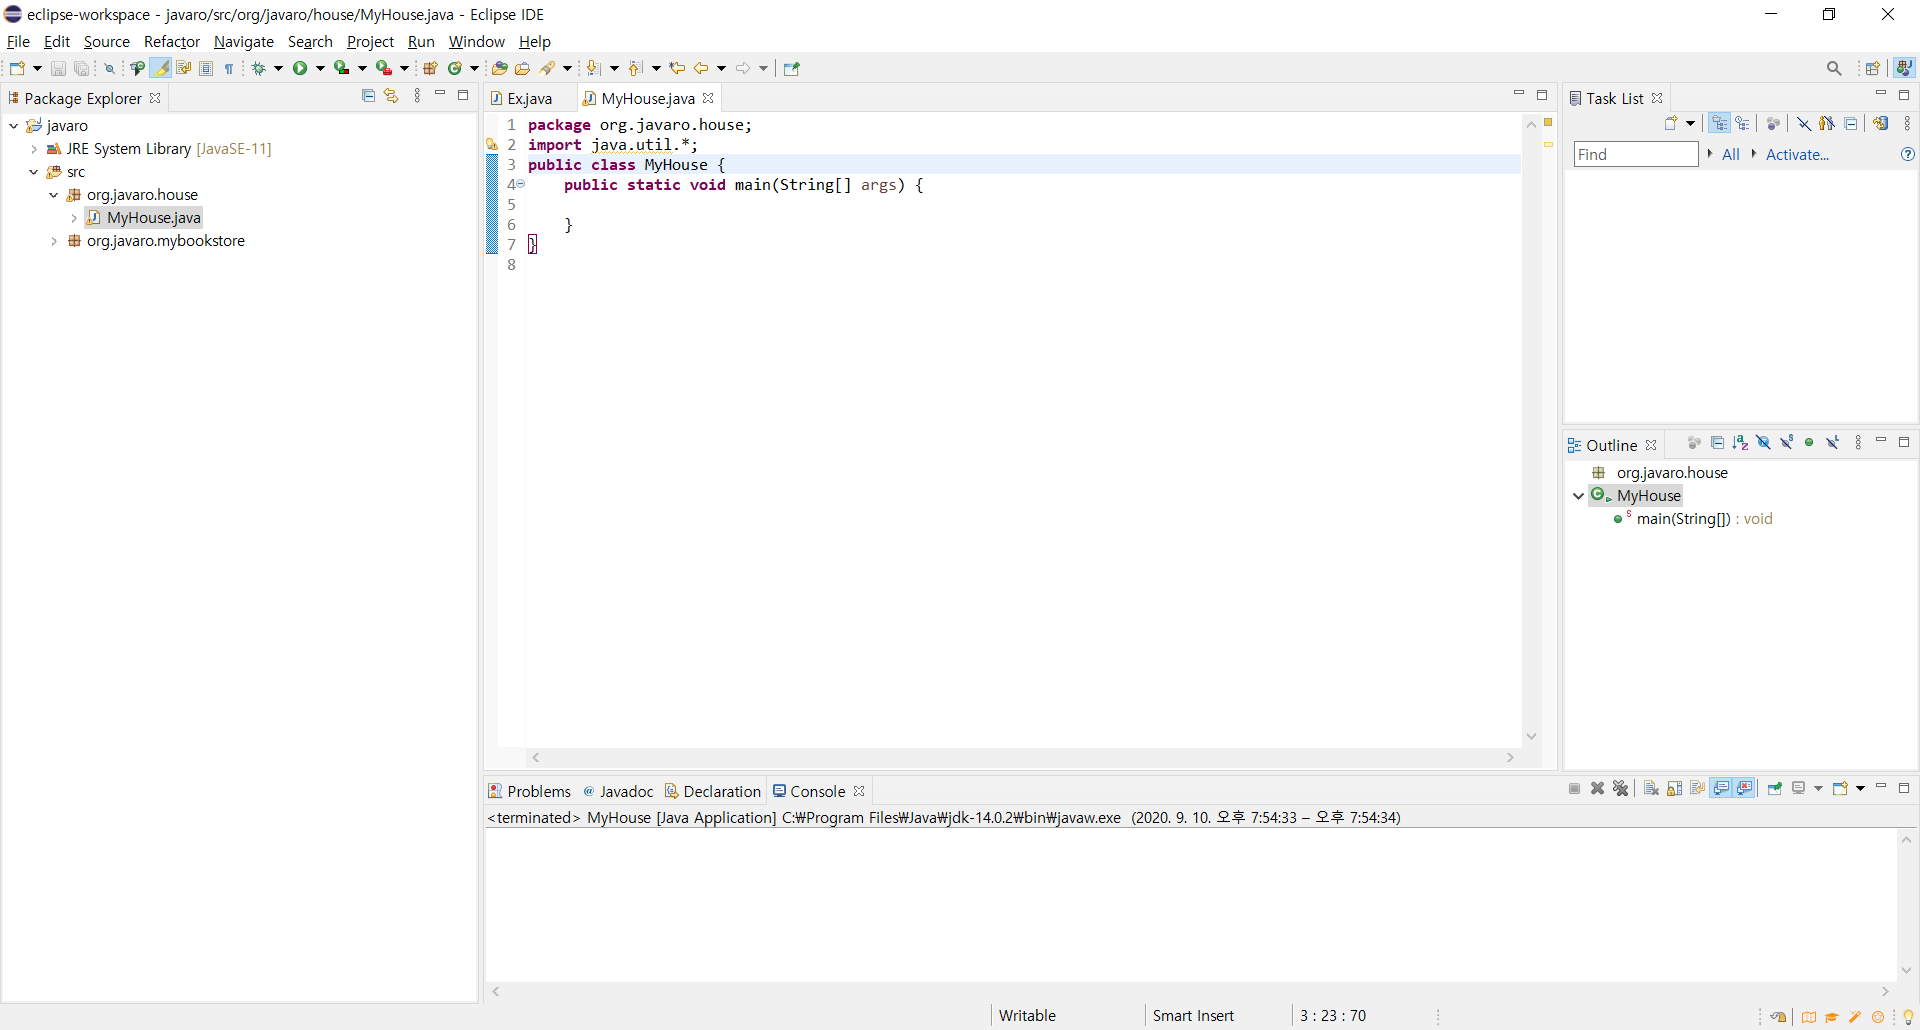 eclipse-workspace - javaro/src/org/javaro/house/MyHouse.java - Eclipse IDE
File Edit Source Refactor Navigate Search Project Run Window Help
Package Explorer
javaro
JRE System Library [JavaSE-11]
src
org.javaro.house
MyHouse.java
org.javaro.mybookstore
Ex.java MyHouse.java
1 package org.javaro.house;
2 import java.util.*;
3 public class MyHouse {
4 public static void main(String[] args) {
5
6 }
7 }
8
Task List
Find All Activate...
Outline
org.javaro.house
MyHouse
main(String[]) : void
Problems Javadoc Declaration Console
<terminated> MyHouse [Java Application] C:₩Program Files₩Java₩jdk-14.0.2₩bin₩javaw.exe (2020. 9. 10. 오후 7:54:33 – 오후 7:54:34)
Writable Smart Insert 3 : 23 : 70